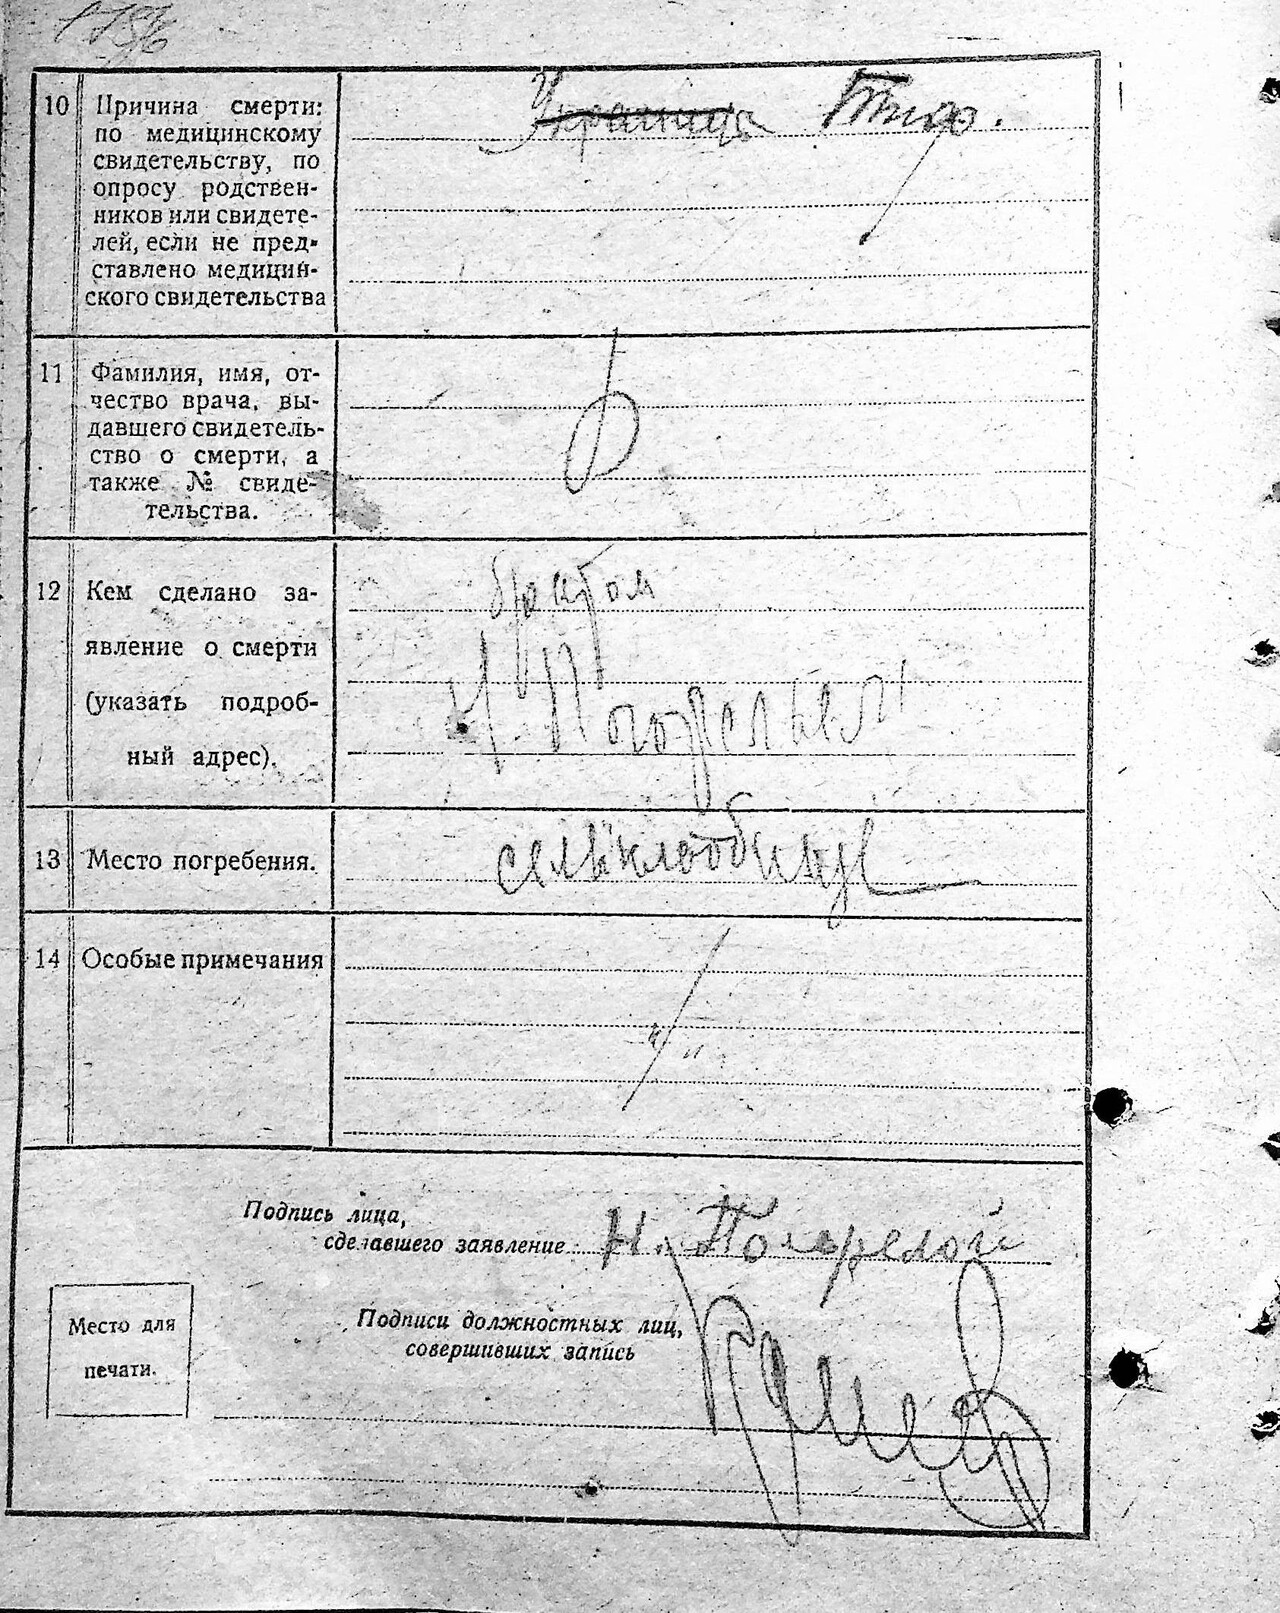 10 Причина смерти:
по медицинскому
свидетельству, по
опросу родствен-
ников или свидете-
лей, если не пред-
ставлено медицин-
ского свидетельства
Украинца
11 Фамилия, имя, от-
чество врача, вы-
давшего свидетель-
ство о смерти, а
также № свиде-
тельства.
12 Кем сделано за-
явление о смерти
(указать подроб-
ный адрес).
братом
13 Место погребения.
14 Особые примечания
Подпись лица,
сделавшего заявление Н. Погорелой
Подписи должностных лиц,
совершивших запись
Место для
печати.